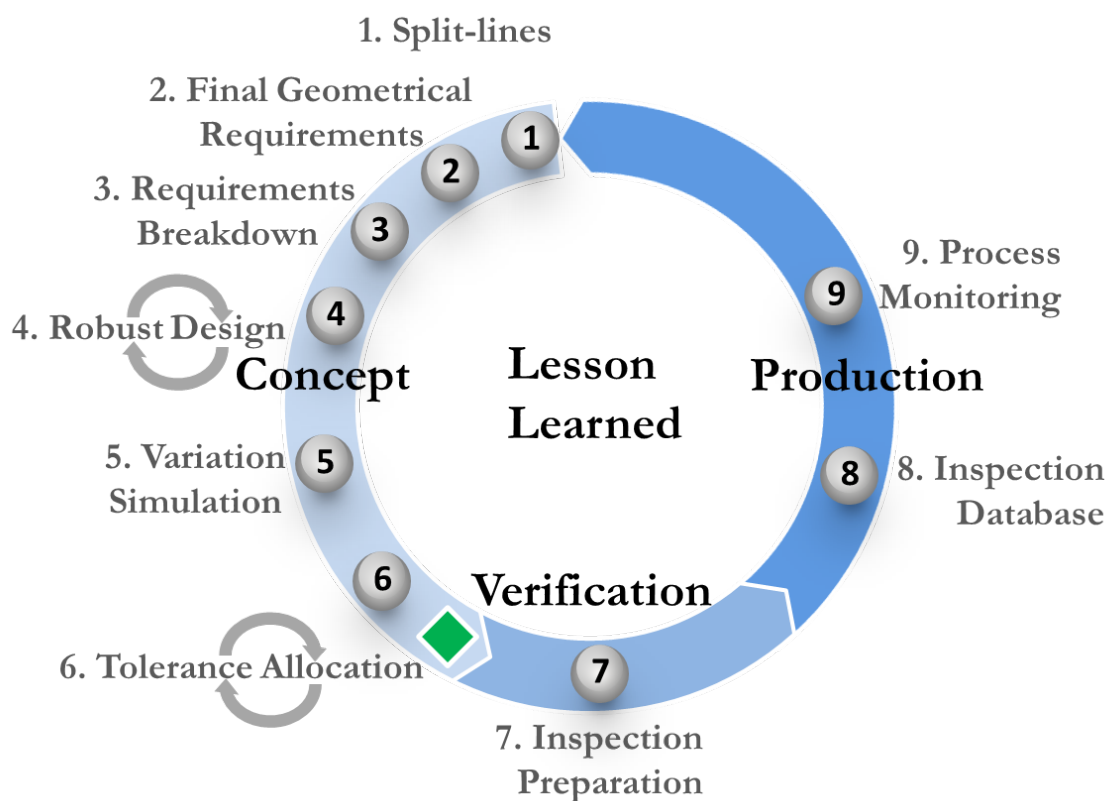 1. Split-lines
2. Final Geometrical
Requirements
3. Requirements
Breakdown
4. Robust Design
5. Variation
Simulation
6. Tolerance Allocation
7. Inspection
Preparation
8. Inspection
Database
9. Process
Monitoring
Concept
Verification
Production
Lesson
Learned
1
2
3
4
5
6
7
8
9